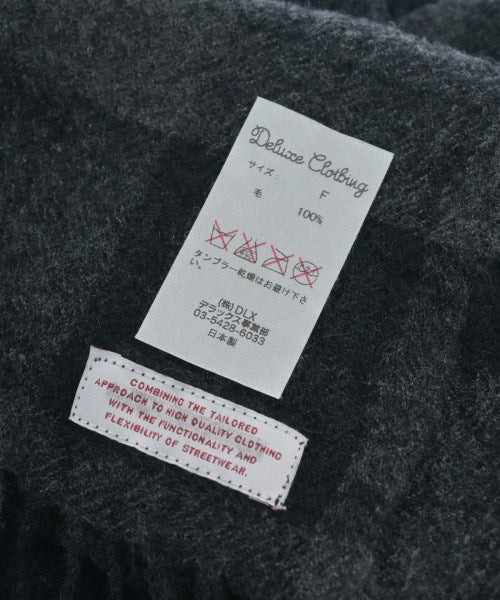 Deluxe Clothing
サイズ: F
毛 100%
タンブラー乾燥はお避け下さ
い。
(株)DLX
デラックス事業部
03-5428-6033
日本製
COMBINING THE TAILORED
APPROACH TO HIGH QUALITY CLOTHING
WITH THE FUNCTIONALITY AND
FLEXIBILITY OF STREETWEAR.